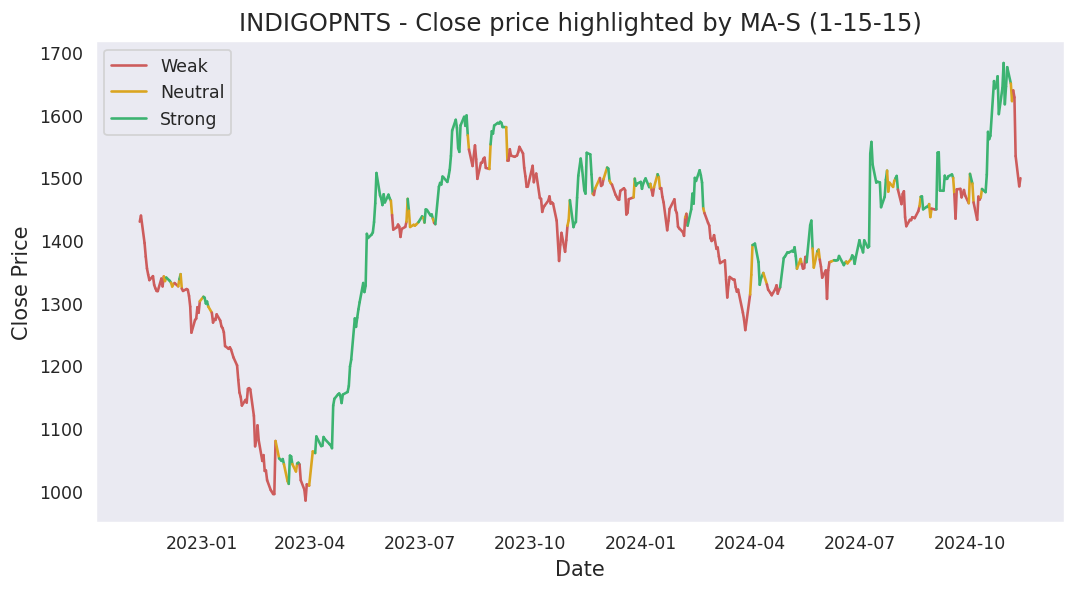 INDIGOPNTS - Close price highlighted by MA-S (1-15-15)
Weak
Neutral
Strong
Close Price
1700
1600
1500
1400
1300
1200
1100
1000
2023-01 2023-04 2023-07 2023-10 2024-01 2024-04 2024-07 2024-10
Date